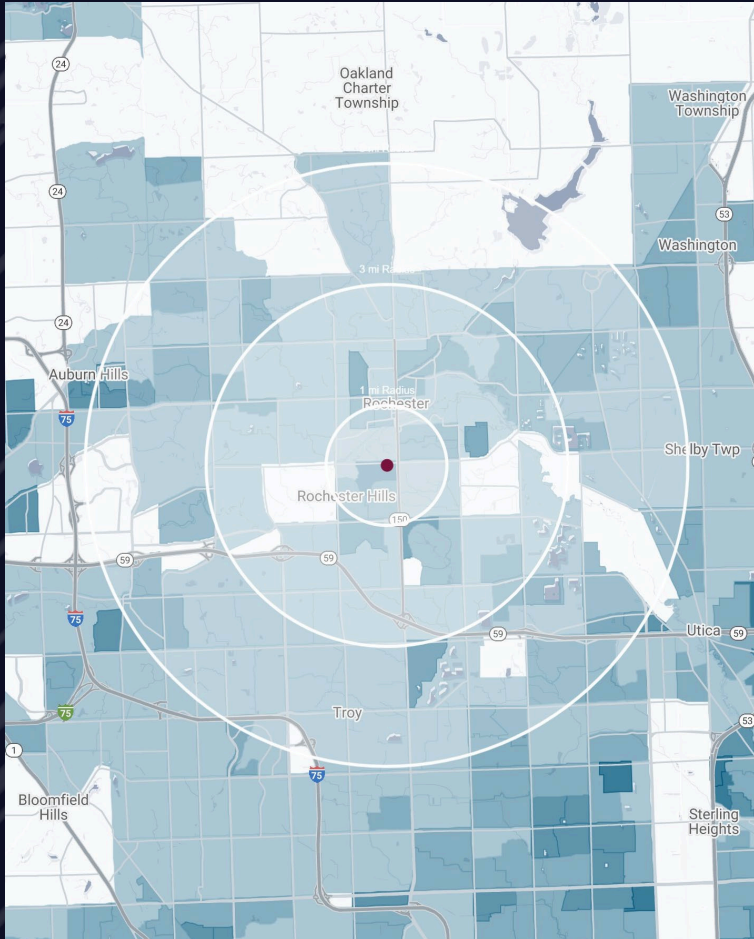 24
Oakland
Charter
Township
Washington
Township
24
53
Washington
3 mi Ra
24
Auburn Hills
1 mi Radius
Rochester
75
Shelby Twp
Rochester Hills
150
59
59
75
Utica
59
59
75
Troy
53
1
75
Bloomfield
Hills
Sterling
Heights